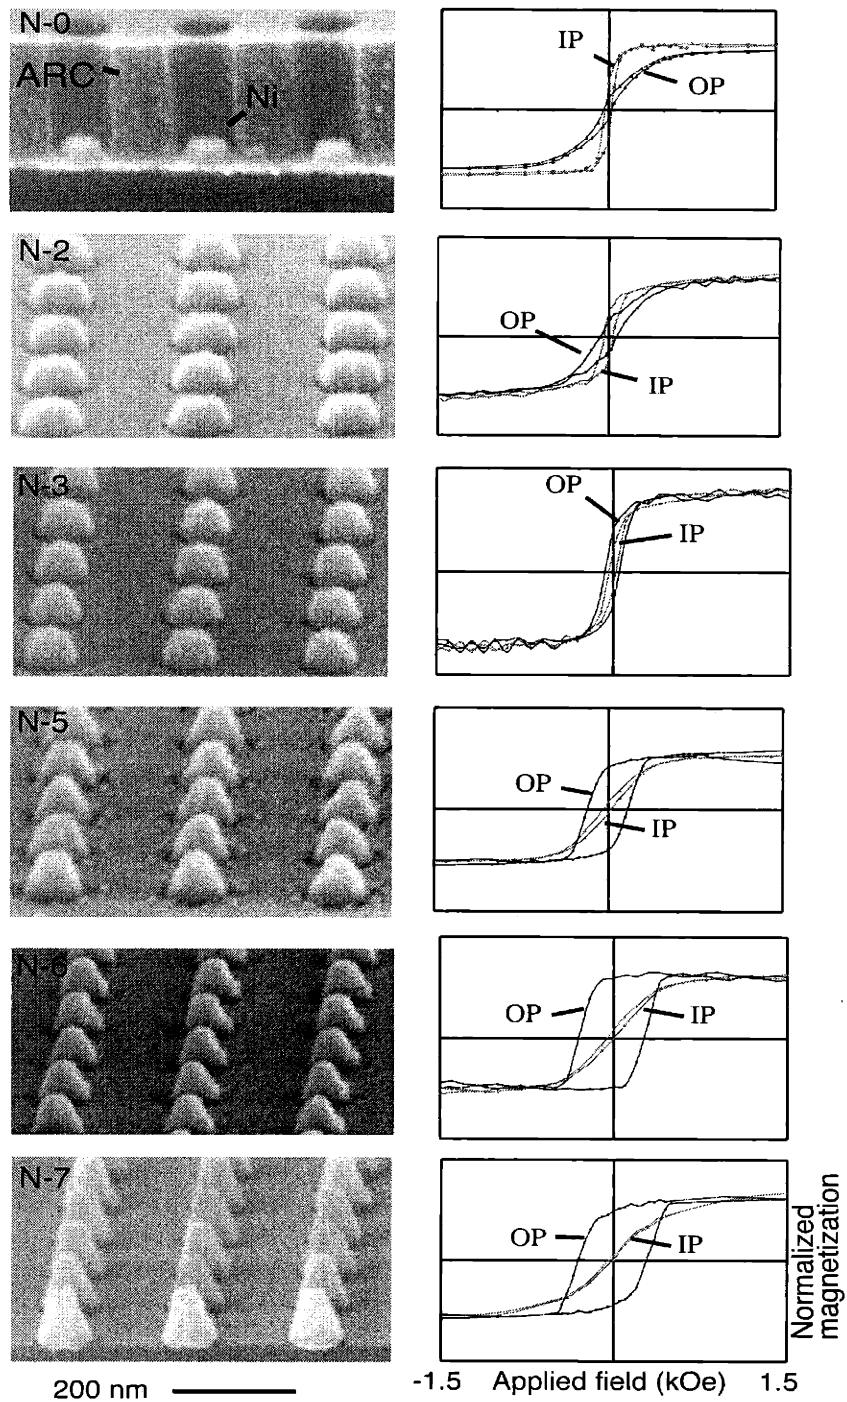 N-0
ARC
Ni
IP
OP
N-2
OP
IP
N-3
OP
IP
N-5
OP
IP
N-6
OP
IP
N-7
OP
IP
Normalized
magnetization
200 nm
-1.5 Applied field (kOe) 1.5